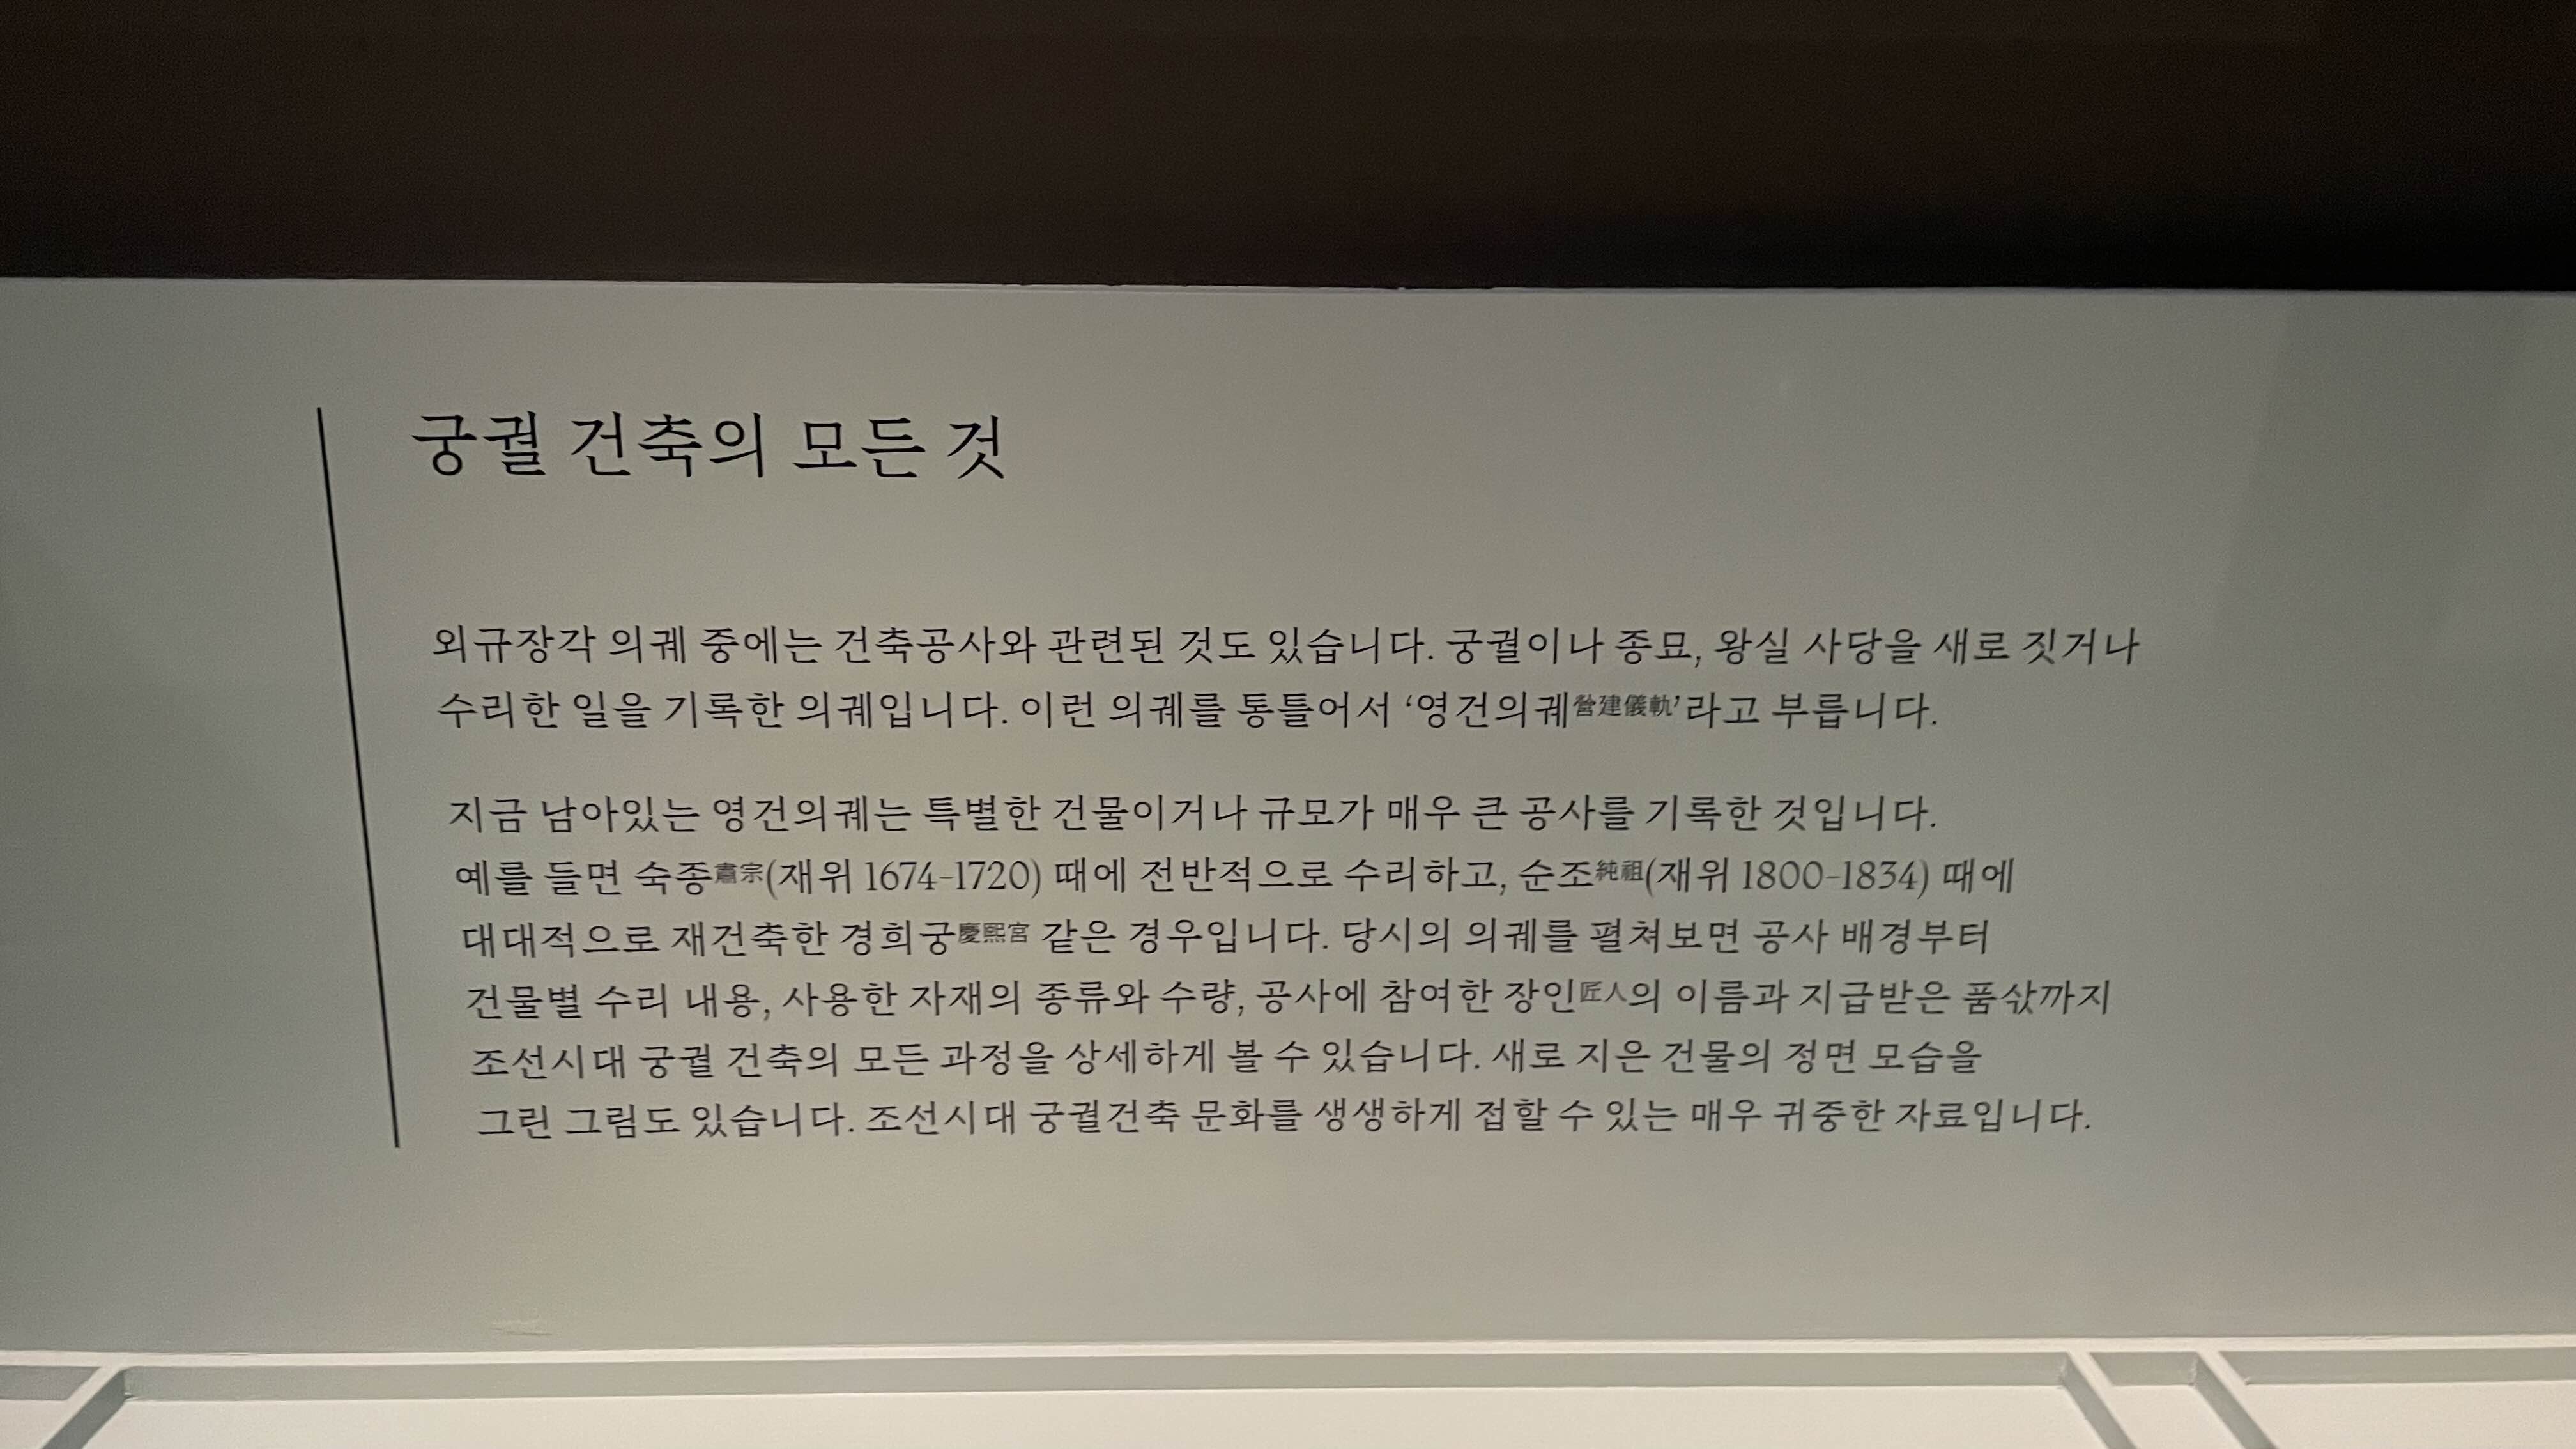 궁궐 건축의 모든 것
외규장각 의궤 중에는 건축공사와 관련된 것도 있습니다. 궁궐이나 종묘, 왕실 사당을 새로 짓거나
수리한 일을 기록한 의궤입니다. 이런 의궤를 통틀어서 ‘영건의궤營建儀軌’라고 부릅니다.
지금 남아있는 영건의궤는 특별한 건물이거나 규모가 매우 큰 공사를 기록한 것입니다.
예를 들면 숙종肅宗(재위 1674-1720) 때에 전반적으로 수리하고, 순조純祖(재위 1800-1834) 때에
대대적으로 재건축한 경희궁慶熙宮 같은 경우입니다. 당시의 의궤를 펼쳐보면 공사 배경부터
건물별 수리 내용, 사용한 자재의 종류와 수량, 공사에 참여한 장인匠人의 이름과 지급받은 품삯까지
조선시대 궁궐 건축의 모든 과정을 상세하게 볼 수 있습니다. 새로 지은 건물의 정면 모습을
그린 그림도 있습니다. 조선시대 궁궐건축 문화를 생생하게 접할 수 있는 매우 귀중한 자료입니다.